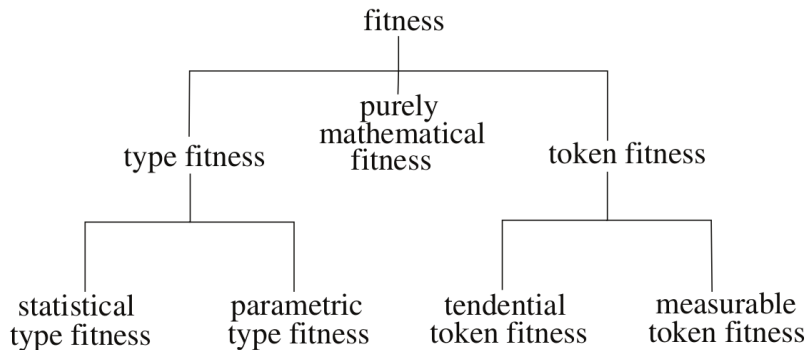 fitness
purely
mathematical
fitness
type fitness
token fitness
statistical
type fitness
parametric
type fitness
tendential
token fitness
measurable
token fitness